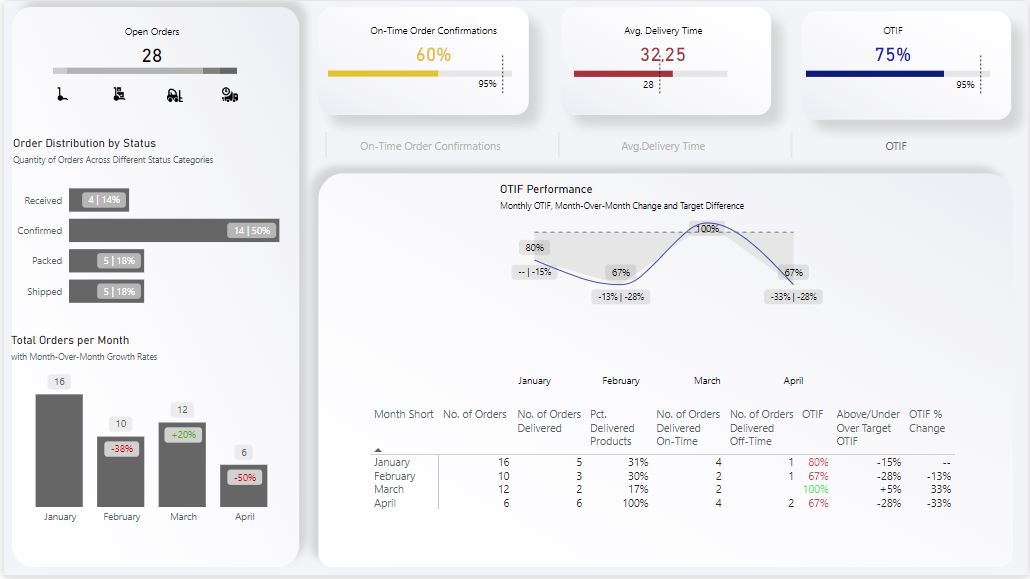 Open Orders
28
On-Time Order Confirmations
60%
95%
Avg. Delivery Time
32,25
28
OTIF
75%
95%
On-Time Order Confirmations
Avg.Delivery Time
OTIF
Order Distribution by Status
Quantity of Orders Across Different Status Categories
Received 4 | 14%
Confirmed 14 | 50%
Packed 5 | 18%
Shipped 5 | 18%
Total Orders per Month
with Month-Over-Month Growth Rates
16
10
12
6
-38%
+20%
-50%
January February March April
OTIF Performance
Monthly OTIF, Month-Over-Month Change and Target Difference
80%
-- | -15%
67%
-13% | -28%
100%
67%
-33% | -28%
January February March April
Month Short No. of Orders No. of Orders Delivered Pct. Delivered Products No. of Orders Delivered On-Time No. of Orders Delivered Off-Time OTIF Above/Under Over Target OTIF OTIF % Change
January 16 5 31% 4 1 80% -15% --
February 10 3 30% 2 1 67% -28% -13%
March 12 2 17% 2 100% +5% 33%
April 6 6 100% 4 2 67% -28% -33%